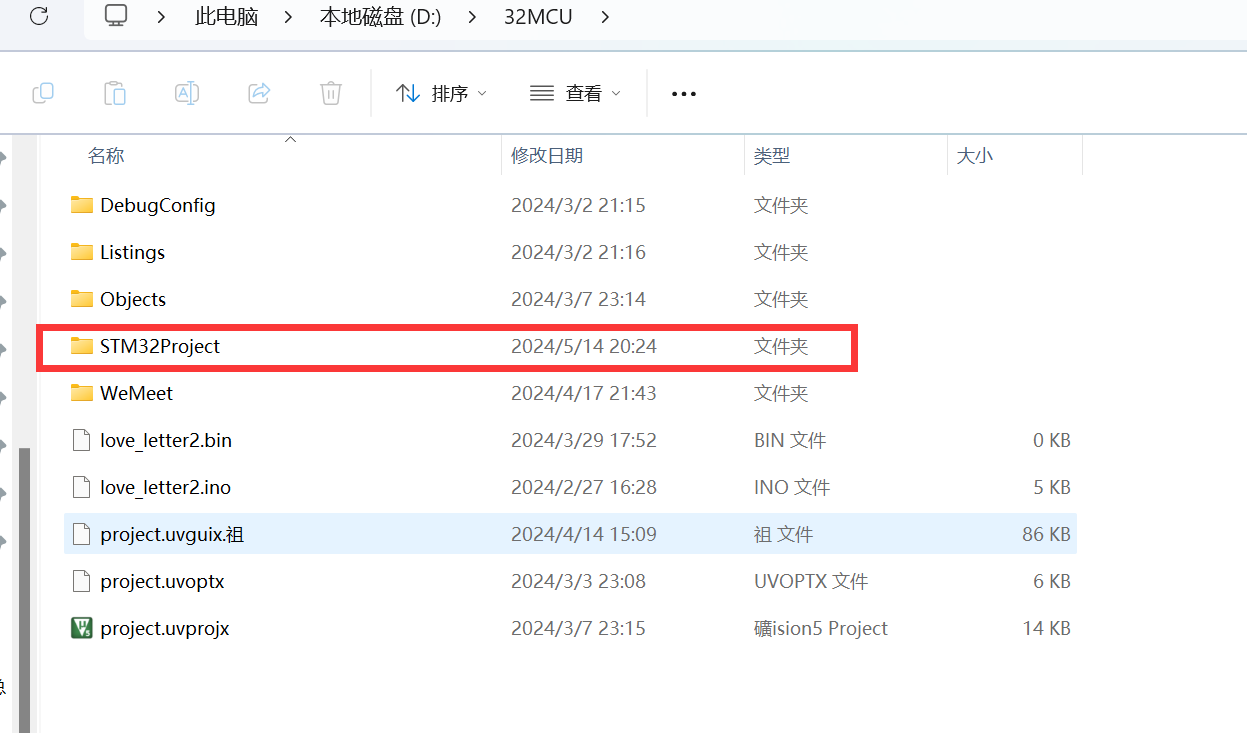 此电脑 本地磁盘 (D:) 32MCU
排序 查看
名称 修改日期 类型 大小
DebugConfig 2024/3/2 21:15 文件夹
Listings 2024/3/2 21:16 文件夹
Objects 2024/3/7 23:14 文件夹
STM32Project 2024/5/14 20:24 文件夹
WeMeet 2024/4/17 21:43 文件夹
love_letter2.bin 2024/3/29 17:52 BIN 文件 0 KB
love_letter2.ino 2024/2/27 16:28 INO 文件 5 KB
project.uvguix.祖 2024/4/14 15:09 祖 文件 86 KB
project.uvoptx 2024/3/3 23:08 UVOPTX 文件 6 KB
project.uvprojx 2024/3/7 23:15 礦ision5 Project 14 KB